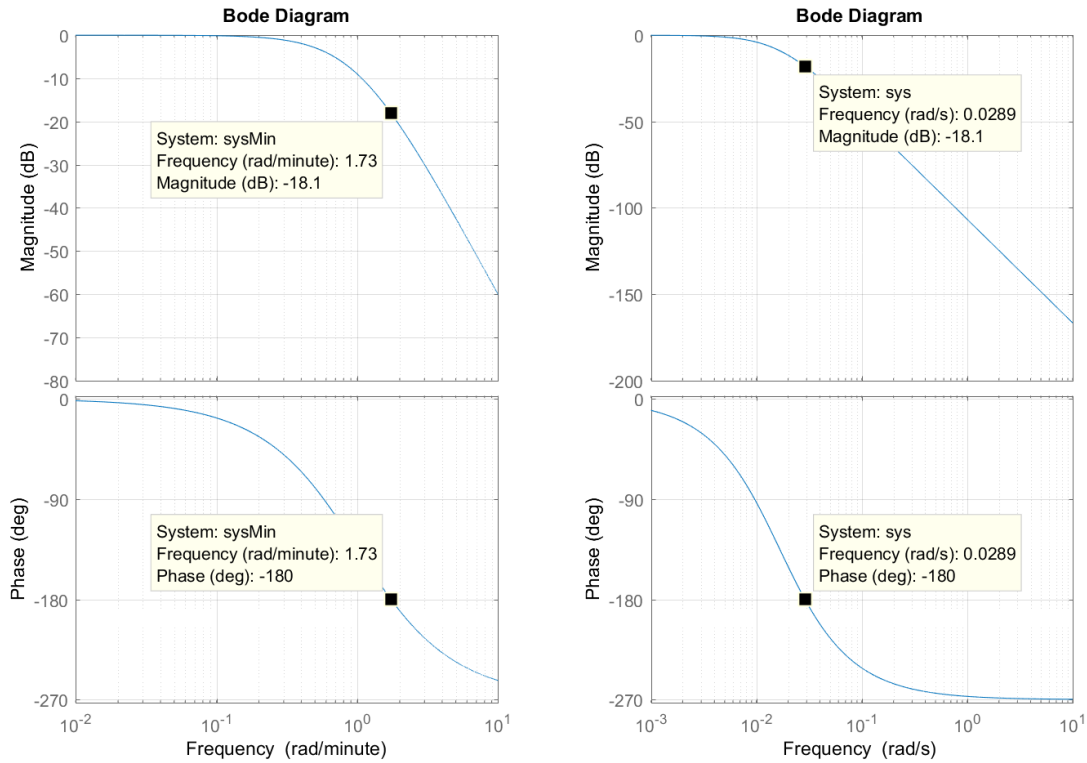 Bode Diagram
0
-10
-20
-30
-40
-50
-60
-70
-80
Magnitude (dB)
System: sysMin
Frequency (rad/minute): 1.73
Magnitude (dB): -18.1
0
-90
-180
-270
Phase (deg)
System: sysMin
Frequency (rad/minute): 1.73
Phase (deg): -180
10^-2
10^-1
10^0
10^1
Frequency (rad/minute)
Bode Diagram
0
-50
-100
-150
-200
Magnitude (dB)
System: sys
Frequency (rad/s): 0.0289
Magnitude (dB): -18.1
0
-90
-180
-270
Phase (deg)
System: sys
Frequency (rad/s): 0.0289
Phase (deg): -180
10^-3
10^-2
10^-1
10^0
10^1
Frequency (rad/s)